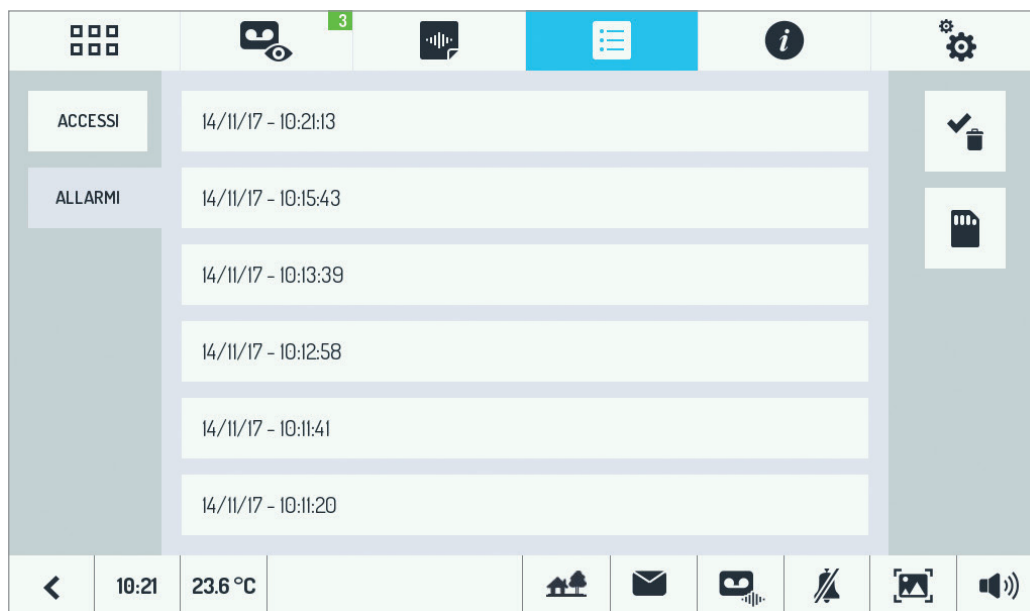 3
i
ACCESSI
14/11/17 - 10:21:13
ALLARMI
14/11/17 - 10:15:43
14/11/17 - 10:13:39
14/11/17 - 10:12:58
14/11/17 - 10:11:41
14/11/17 - 10:11:20
10:21
23.6 °C